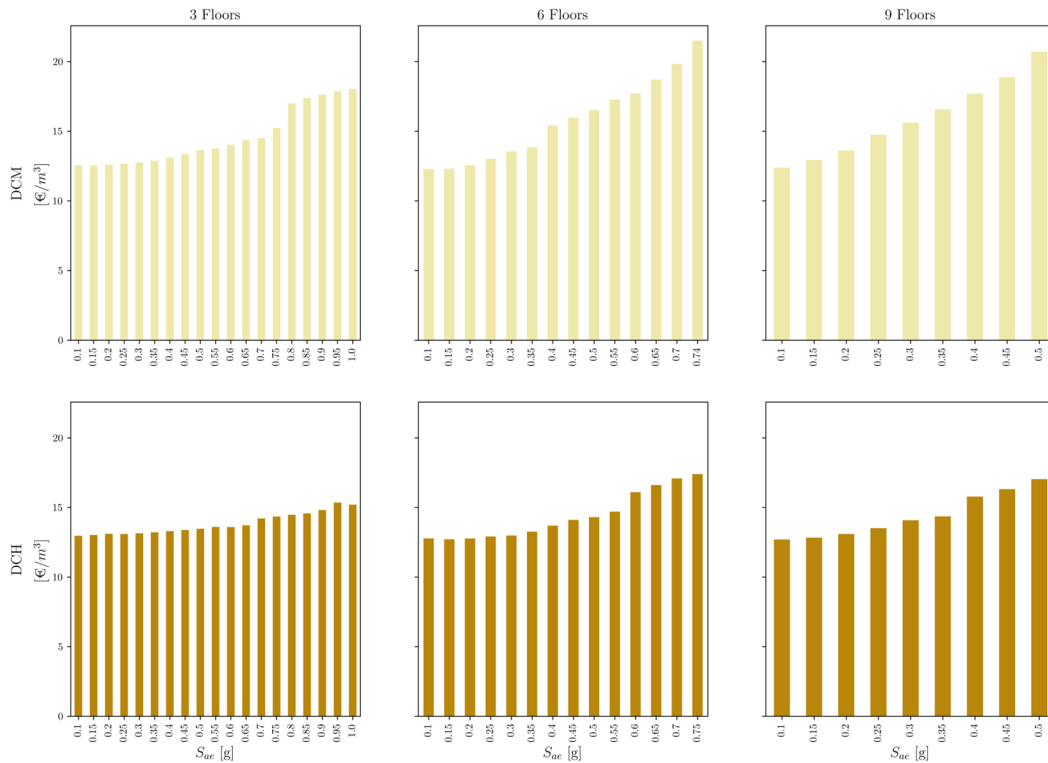 3 Floors
6 Floors
9 Floors
DCM
[€/m³]
20
15
10
5
0
0.1 0.15 0.2 0.25 0.3 0.35 0.4 0.45 0.5 0.55 0.6 0.65 0.7 0.75 0.8 0.85 0.9 0.95 1.0
0.1 0.15 0.2 0.25 0.3 0.35 0.4 0.45 0.5 0.55 0.6 0.65 0.7 0.74
0.1 0.15 0.2 0.25 0.3 0.35 0.4 0.45 0.5
DCH
[€/m³]
20
15
10
5
0
0.1 0.15 0.2 0.25 0.3 0.35 0.4 0.45 0.5 0.55 0.6 0.65 0.7 0.75 0.8 0.85 0.9 0.95 1.0
0.1 0.15 0.2 0.25 0.3 0.35 0.4 0.45 0.5 0.55 0.6 0.65 0.7 0.75
0.1 0.15 0.2 0.25 0.3 0.35 0.4 0.45 0.5
Sae [g]
Sae [g]
Sae [g]